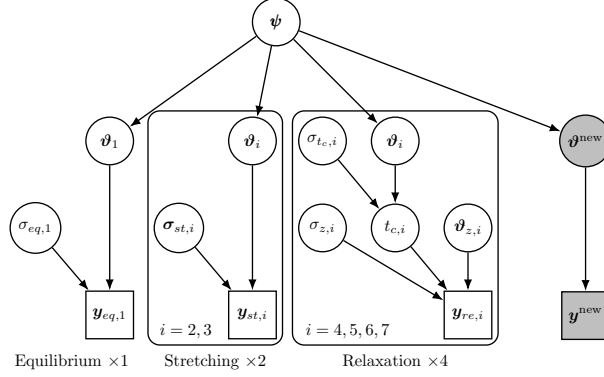 ψ
ϑ₁
ϑᵢ
σ_{t_c,i}
ϑᵢ
ϑ^{new}
σ_{eq,1}
σ_{st,i}
σ_{z,i}
t_{c,i}
ϑ_{z,i}
y_{eq,1}
y_{st,i}
y_{re,i}
y^{new}
i = 2, 3
i = 4, 5, 6, 7
Equilibrium ×1
Stretching ×2
Relaxation ×4